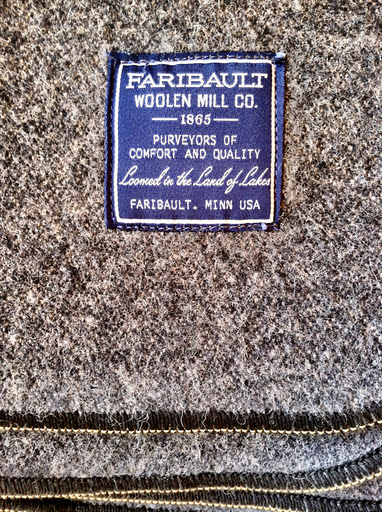 FARIBAULT
WOOLEN MILL CO.
— 1865 —
PURVEYORS OF
COMFORT AND QUALITY
Loomed in the Land of Lakes
FARIBAULT. MINN USA